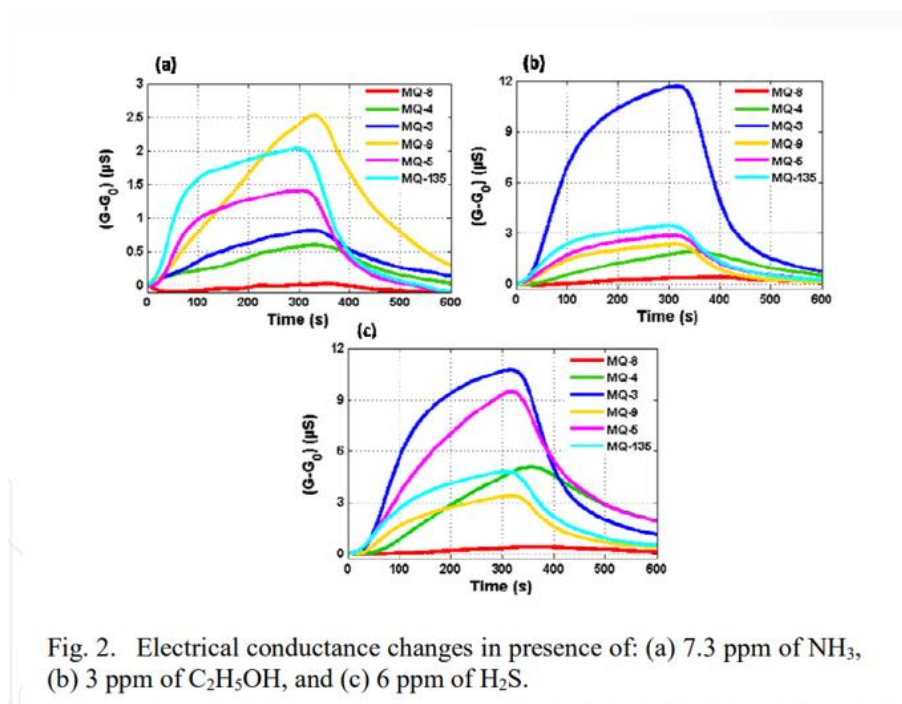 (a)
3
2.5
2
1.5
1
0.5
0
(G-G₀) (µS)
MQ-8
MQ-4
MQ-3
MQ-9
MQ-5
MQ-135
0 100 200 300 400 500 600
Time (s)
(b)
12
9
6
3
0
(G-G₀) (µS)
MQ-8
MQ-4
MQ-3
MQ-9
MQ-5
MQ-135
0 100 200 300 400 500 600
Time (s)
(c)
12
9
6
3
0
(G-G₀) (µS)
MQ-8
MQ-4
MQ-3
MQ-9
MQ-5
MQ-135
0 100 200 300 400 500 600
Time (s)
Fig. 2. Electrical conductance changes in presence of: (a) 7.3 ppm of NH₃,
(b) 3 ppm of C₂H₅OH, and (c) 6 ppm of H₂S.